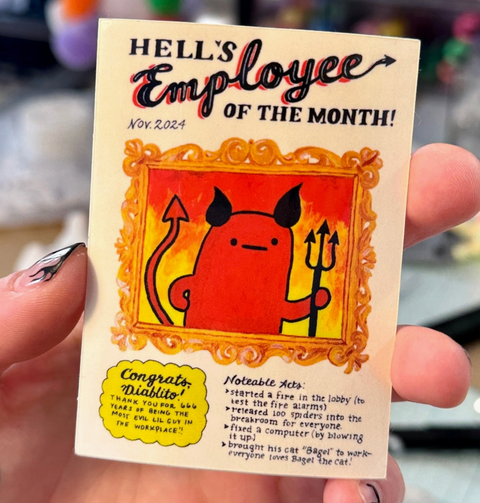 HELL'S
Employee
OF THE MONTH!
Nov. 2024
Congrats,
Diablito!
THANK YOU FOR 666
YEARS OF BEING THE
MOST EVIL LIL GUY IN
THE WORKPLACE!!
Noteable Acts:
▸ started a fire in the lobby (to
test the fire alarms)
▸ released 100 spiders into the
breakroom for everyone
▸ fixed a computer (by blowing
it up)
▸ brought his cat "Bagel" to work-
everyone loves Bagel the cat!